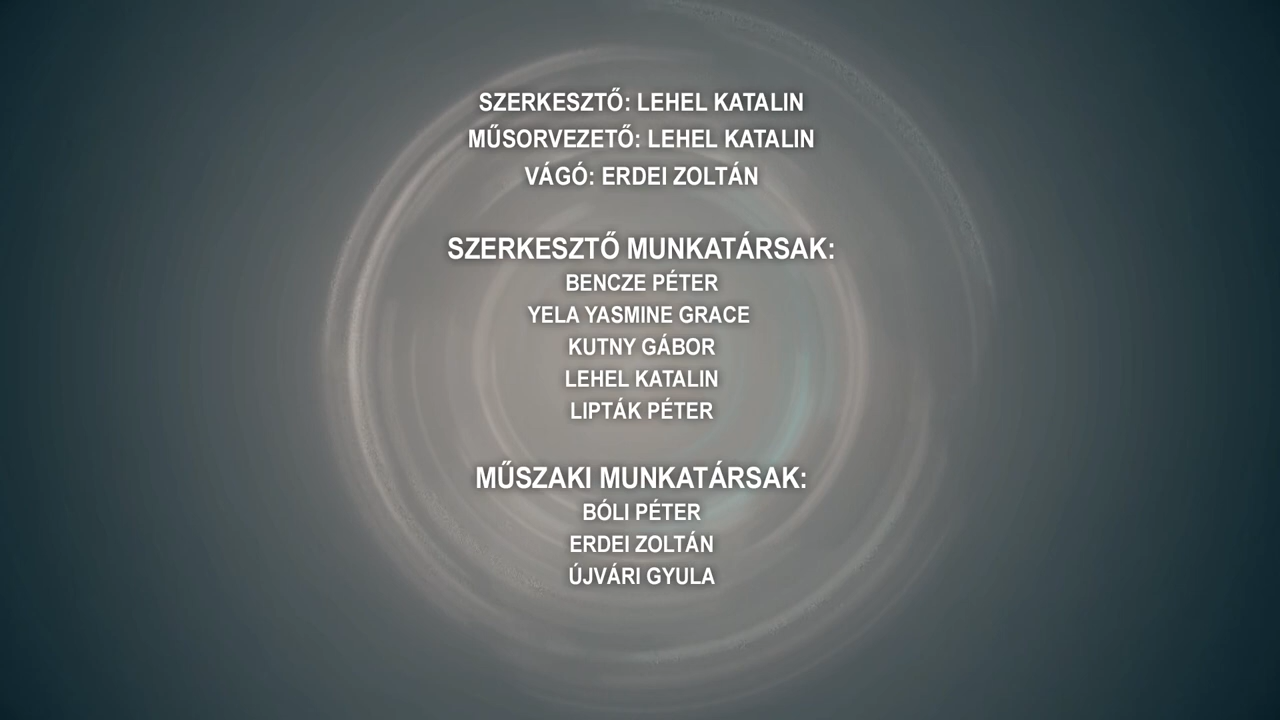 SZERKESZTŐ: LEHEL KATALIN
MŰSORVEZETŐ: LEHEL KATALIN
VÁGÓ: ERDEI ZOLTÁN
SZERKESZTŐ MUNKATÁRSAK:
BENCZE PÉTER
YELA YASMINE GRACE
KUTNY GÁBOR
LEHEL KATALIN
LIPTÁK PÉTER
MŰSZAKI MUNKATÁRSAK:
BÓLI PÉTER
ERDEI ZOLTÁN
ÚJVÁRI GYULA